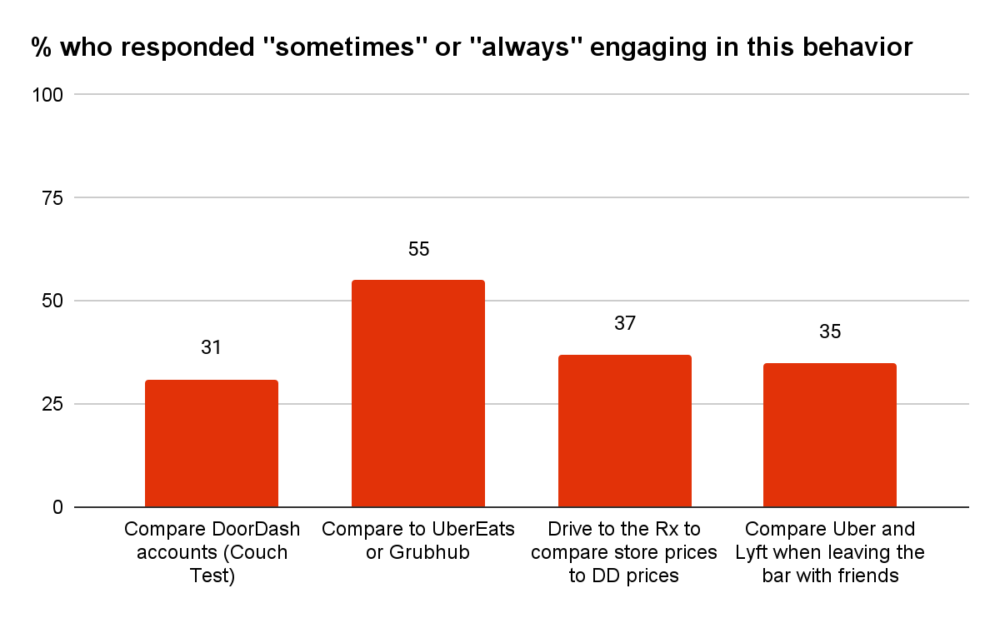 % who responded "sometimes" or "always" engaging in this behavior
100
75
50
25
0
31
55
37
35
Compare DoorDash
accounts (Couch
Test)
Compare to UberEats
or Grubhub
Drive to the Rx to
compare store prices
to DD prices
Compare Uber and
Lyft when leaving the
bar with friends